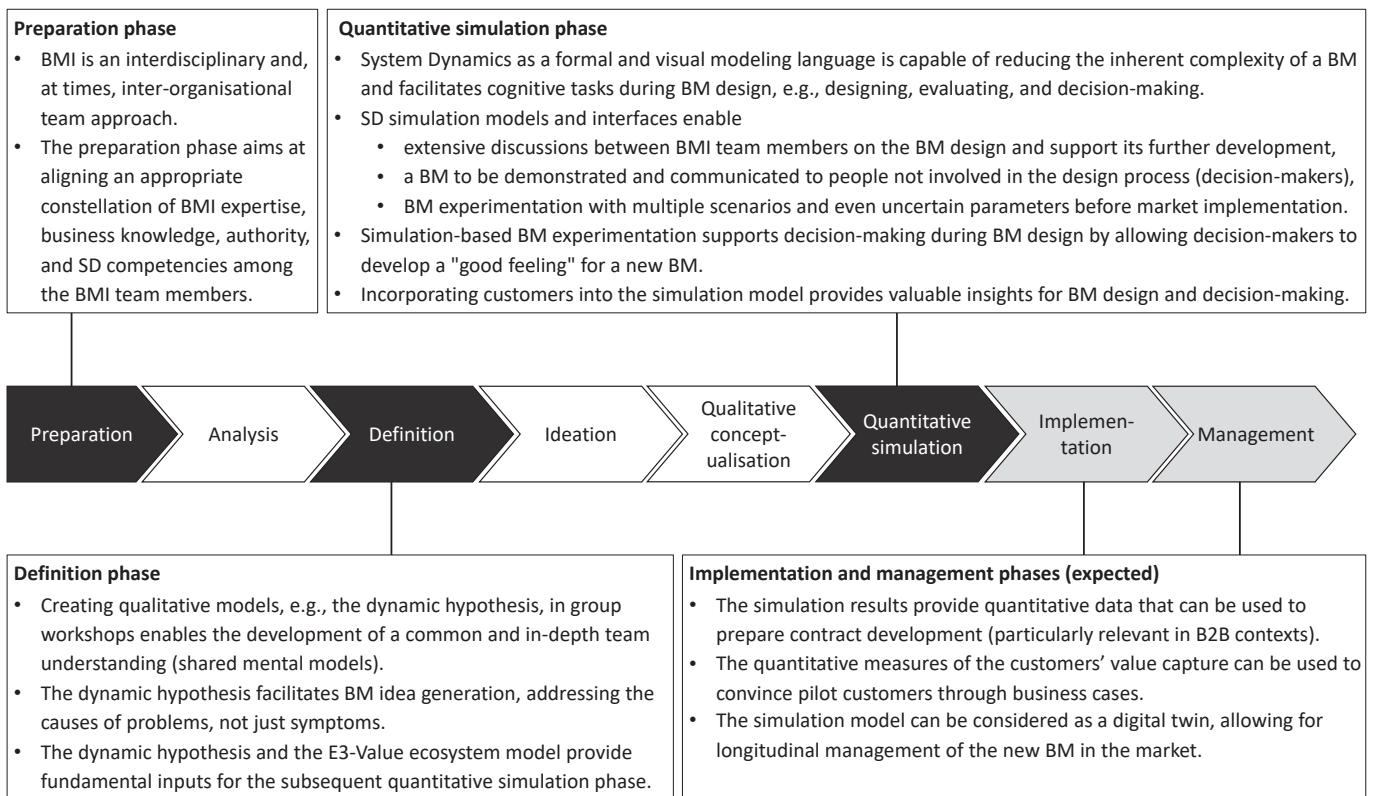 Preparation phase
• BMI is an interdisciplinary and,
at times, inter-organisational
team approach.
• The preparation phase aims at
aligning an appropriate
constellation of BMI expertise,
business knowledge, authority,
and SD competencies among
the BMI team members.
Quantitative simulation phase
• System Dynamics as a formal and visual modeling language is capable of reducing the inherent complexity of a BM
and facilitates cognitive tasks during BM design, e.g., designing, evaluating, and decision-making.
• SD simulation models and interfaces enable
• extensive discussions between BMI team members on the BM design and support its further development,
• a BM to be demonstrated and communicated to people not involved in the design process (decision-makers),
• BM experimentation with multiple scenarios and even uncertain parameters before market implementation.
• Simulation-based BM experimentation supports decision-making during BM design by allowing decision-makers to
develop a "good feeling" for a new BM.
• Incorporating customers into the simulation model provides valuable insights for BM design and decision-making.
Preparation
Analysis
Definition
Ideation
Qualitative
concept-
ualisation
Quantitative
simulation
Implemen-
tation
Management
Definition phase
• Creating qualitative models, e.g., the dynamic hypothesis, in group
workshops enables the development of a common and in-depth team
understanding (shared mental models).
• The dynamic hypothesis facilitates BM idea generation, addressing the
causes of problems, not just symptoms.
• The dynamic hypothesis and the E3-Value ecosystem model provide
fundamental inputs for the subsequent quantitative simulation phase.
Implementation and management phases (expected)
• The simulation results provide quantitative data that can be used to
prepare contract development (particularly relevant in B2B contexts).
• The quantitative measures of the customers’ value capture can be used to
convince pilot customers through business cases.
• The simulation model can be considered as a digital twin, allowing for
longitudinal management of the new BM in the market.